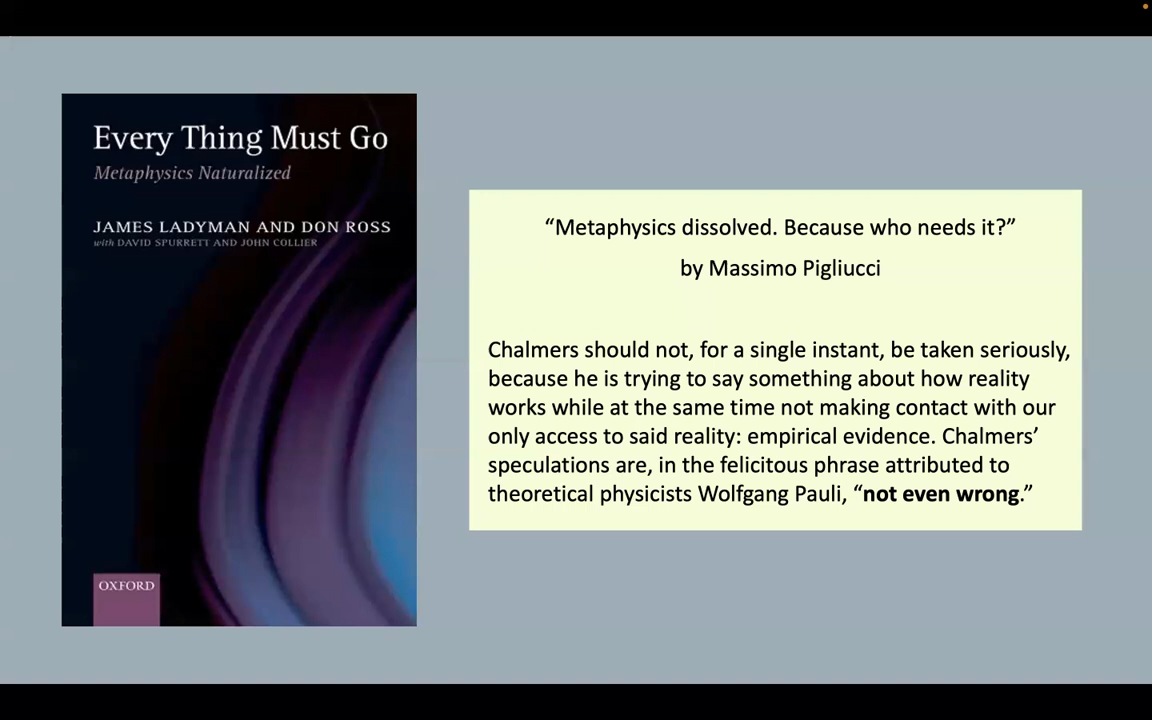 Every Thing Must Go
Metaphysics Naturalized
JAMES LADYMAN AND DON ROSS
with DAVID SPURRETT AND JOHN COLLIER
OXFORD
“Metaphysics dissolved. Because who needs it?”
by Massimo Pigliucci
Chalmers should not, for a single instant, be taken seriously,
because he is trying to say something about how reality
works while at the same time not making contact with our
only access to said reality: empirical evidence. Chalmers’
speculations are, in the felicitous phrase attributed to
theoretical physicists Wolfgang Pauli, “not even wrong.”